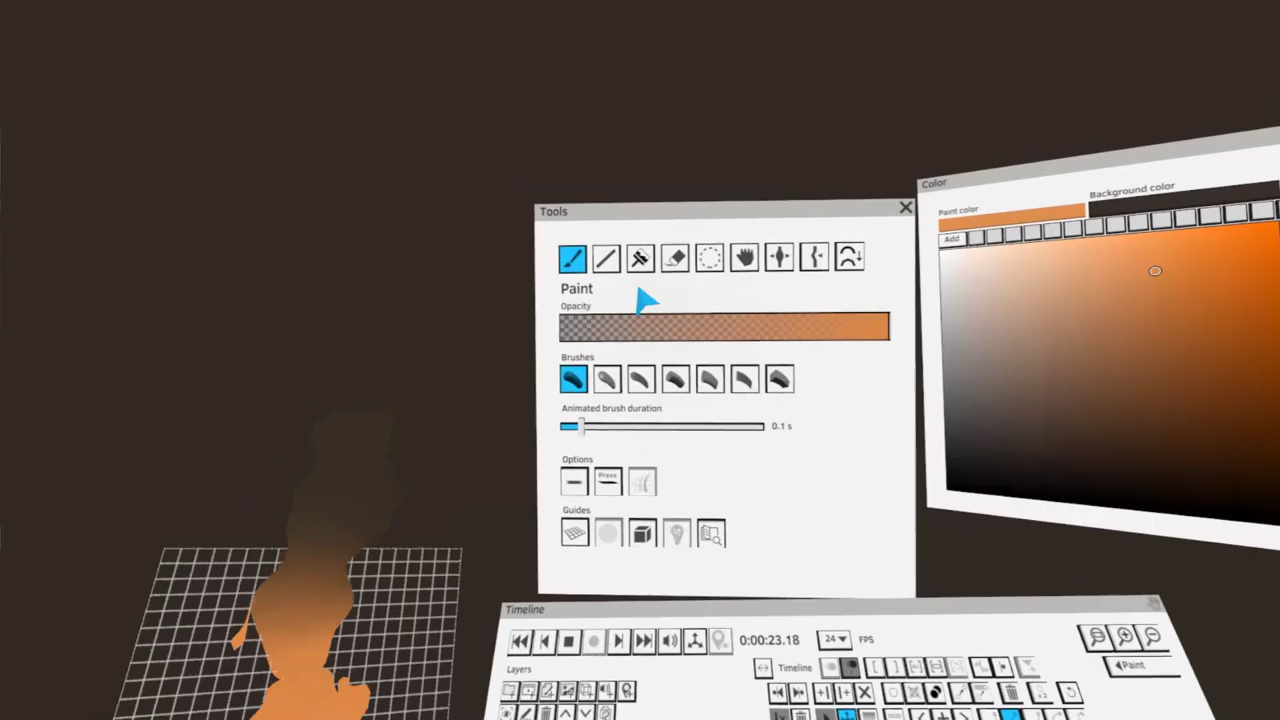 Tools
Color
Paint color
Background color
Add
Paint
Opacity
Brushes
Animated brush duration
0.1 s
Options
Press
Guides
Timeline
0:00:23.18
24
FPS
Layers
Timeline
Paint